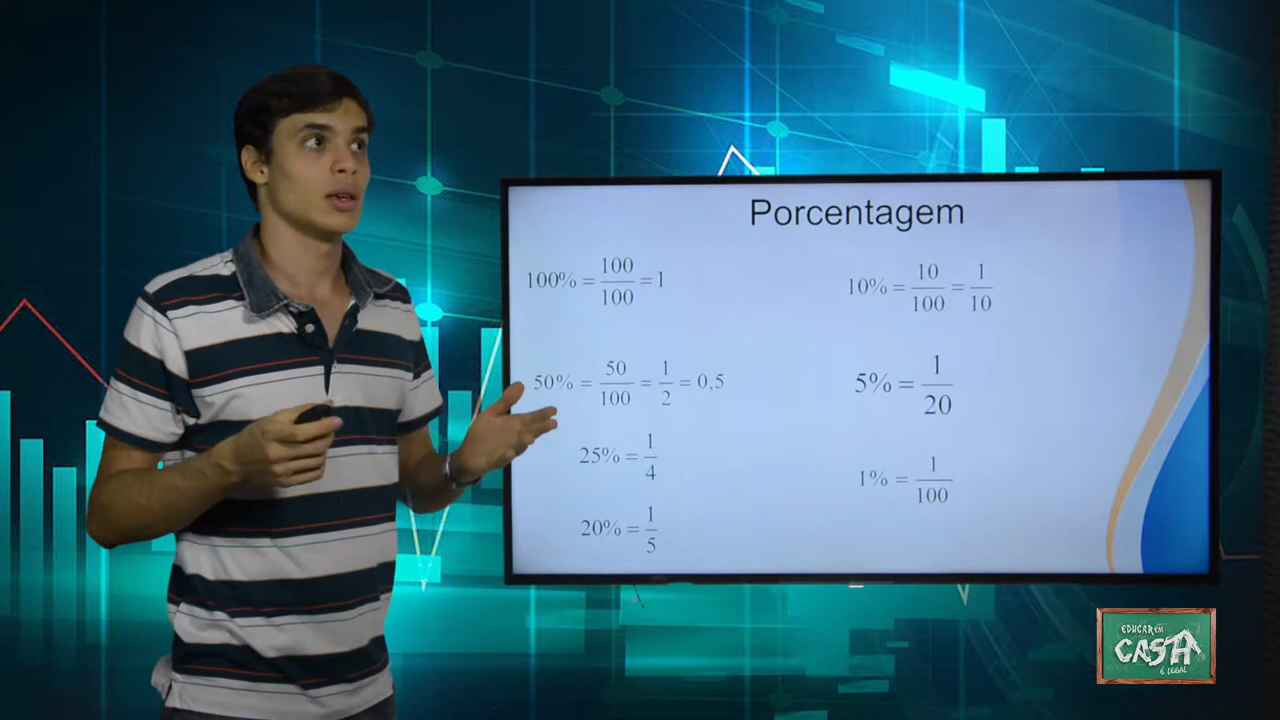 Porcentagem
100% = 100/100 = 1
50% = 50/100 = 1/2 = 0,5
25% = 1/4
20% = 1/5
10% = 10/100 = 1/10
5% = 1/20
1% = 1/100
EDUCAR EM
CASA
É LEGAL